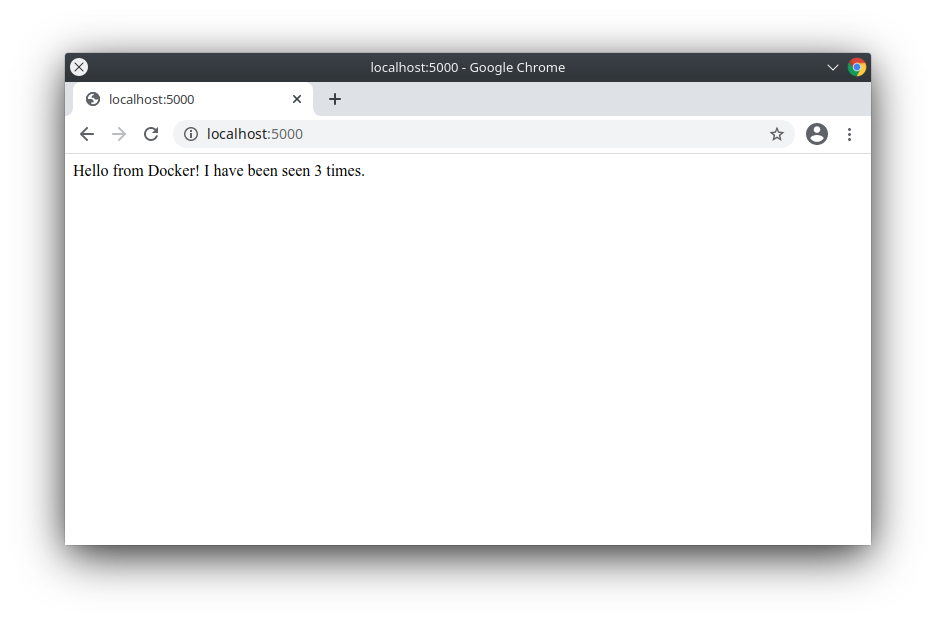 localhost:5000 - Google Chrome
localhost:5000
localhost:5000
Hello from Docker! I have been seen 3 times.